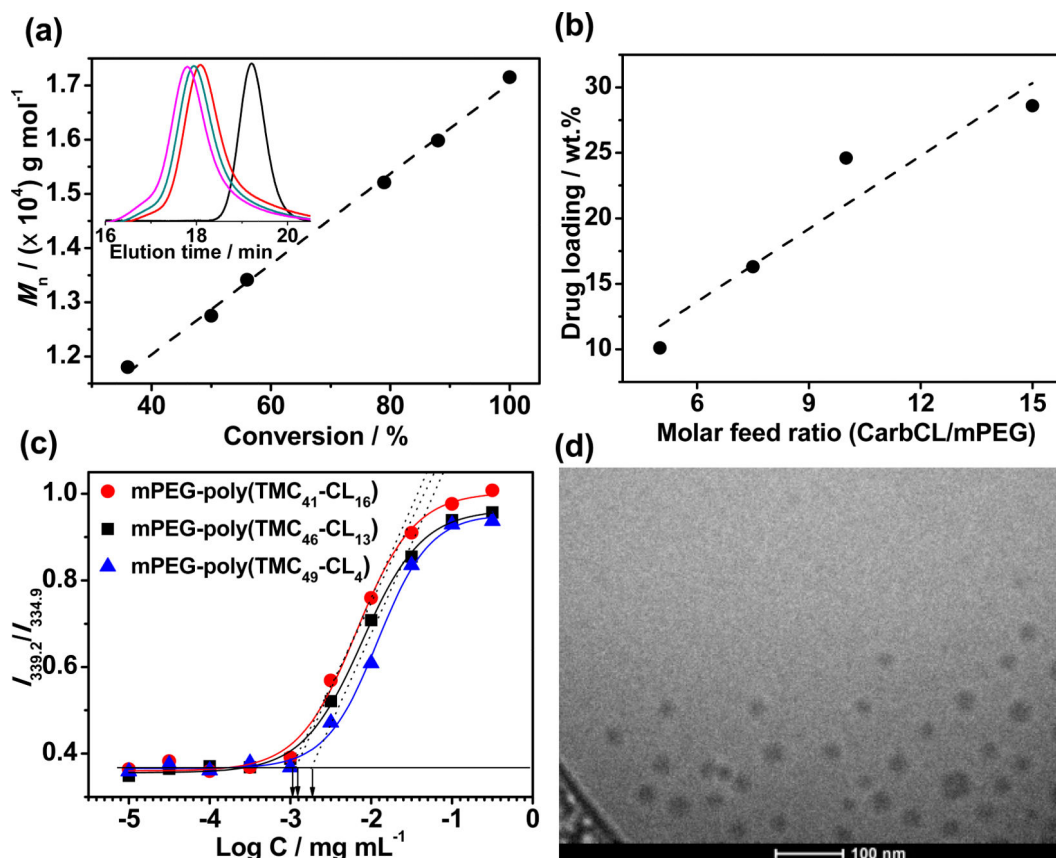 (a)
1.7
1.6
1.5
1.4
1.3
1.2
Mn / (x 10⁴) g mol⁻¹
16 18 20
Elution time / min
40 60 80 100
Conversion / %
(b)
30
25
20
15
10
Drug loading / wt.%
6 9 12 15
Molar feed ratio (CarbCL/mPEG)
(c)
1.0
0.8
0.6
0.4
I339.2/I334.9
mPEG-poly(TMC₄₁-CL₁₆)
mPEG-poly(TMC₄₆-CL₁₃)
mPEG-poly(TMC₄₉-CL₄)
-5 -4 -3 -2 -1 0
Log C / mg mL⁻¹
(d)
100 nm